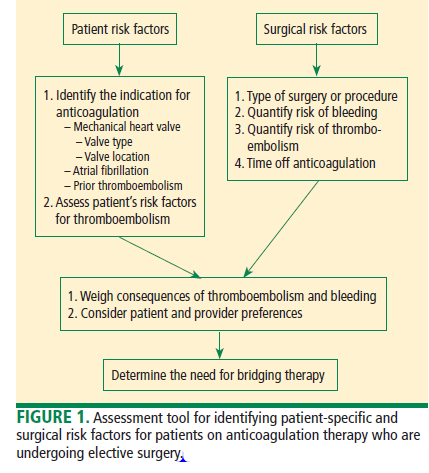 Patient risk factors
Surgical risk factors
1. Identify the indication for
anticoagulation
– Mechanical heart valve
– Valve type
– Valve location
– Atrial fibrillation
– Prior thromboembolism
2. Assess patient's risk factors
for thromboembolism
1. Type of surgery or procedure
2. Quantify risk of bleeding
3. Quantify risk of thrombo-
embolism
4. Time off anticoagulation
1. Weigh consequences of thromboembolism and bleeding
2. Consider patient and provider preferences
Determine the need for bridging therapy
FIGURE 1. Assessment tool for identifying patient-specific and
surgical risk factors for patients on anticoagulation therapy who are
undergoing elective surgery.